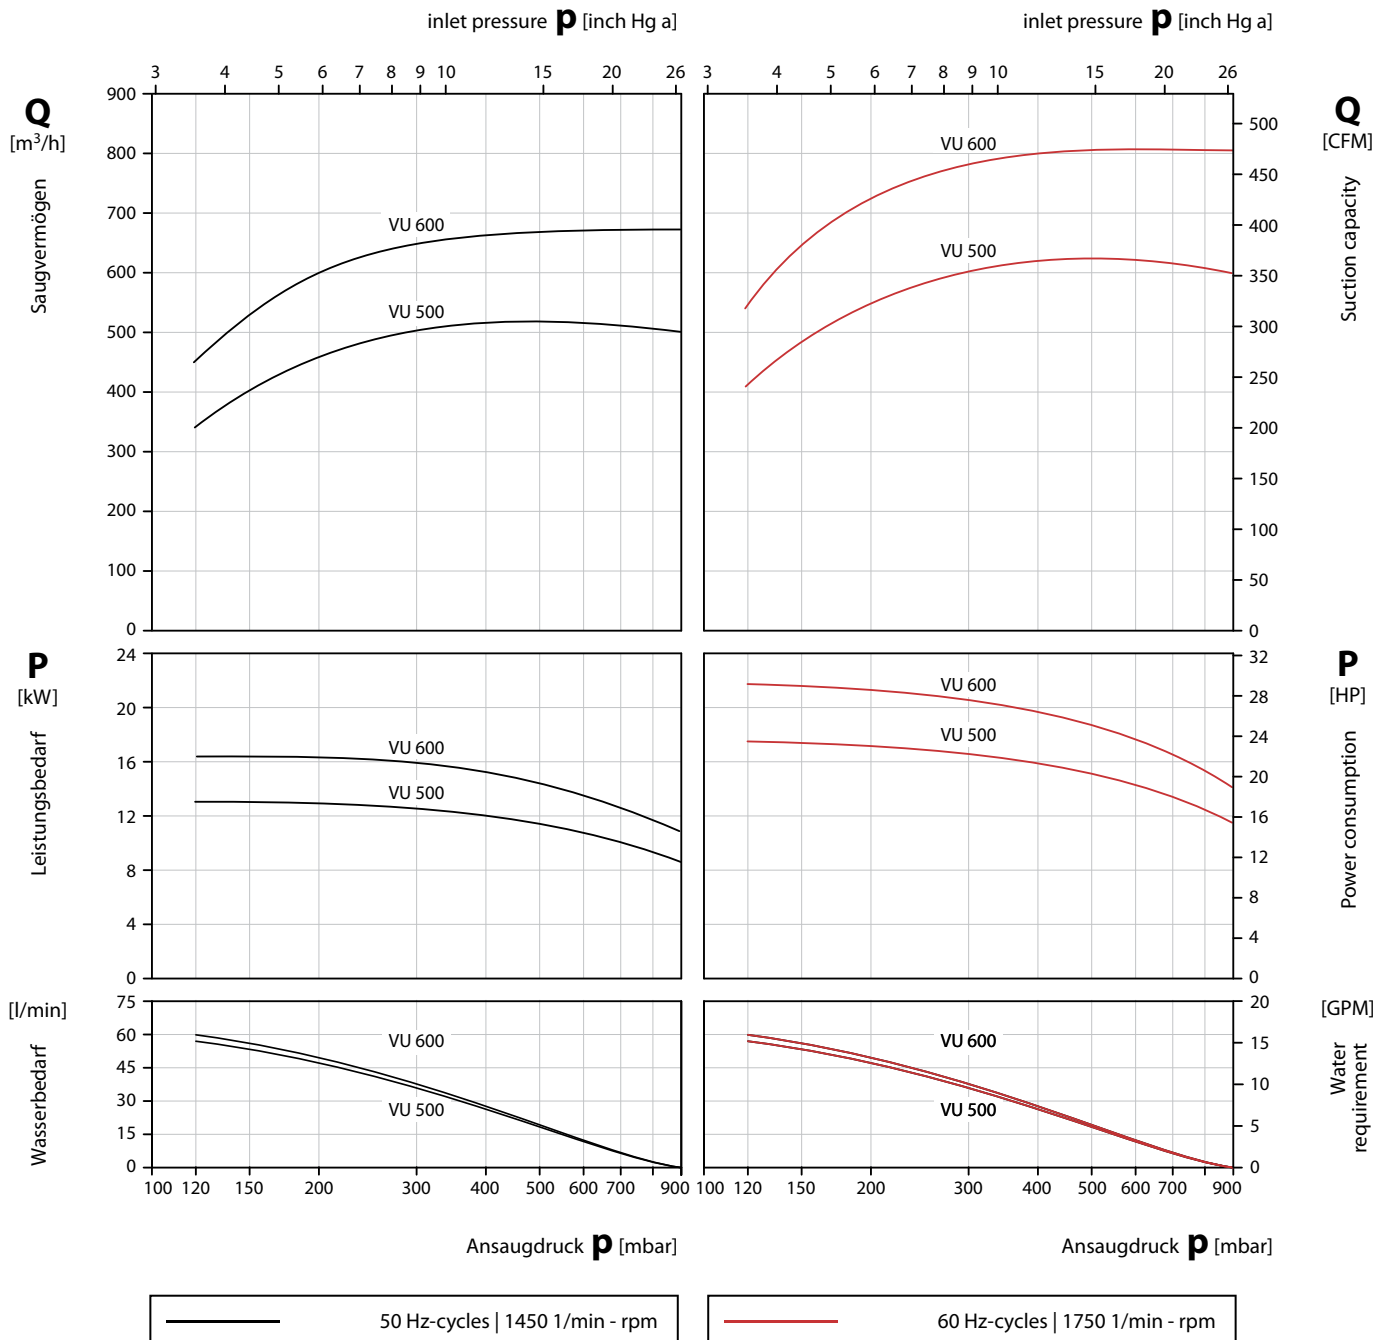 inlet pressure p [inch Hg a]
inlet pressure p [inch Hg a]
3 4 5 6 7 8 9 10 15 20 26
3 4 5 6 7 8 9 10 15 20 26
Q
[m³/h]
Saugvermögen
900
800
700
600
500
400
300
200
100
0
VU 600
VU 500
VU 600
VU 500
500
450
400
350
300
250
200
150
100
50
0
Q
[CFM]
Suction capacity
P
[kW]
Leistungsbedarf
24
20
16
12
8
4
0
VU 600
VU 500
VU 600
VU 500
32
28
24
20
16
12
8
4
0
P
[HP]
Power consumption
[l/min]
Wasserbedarf
75
60
45
30
15
0
VU 600
VU 500
VU 600
VU 500
20
15
10
5
0
[GPM]
Water
requirement
100 120 150 200 300 400 500 600 700 900
100 120 150 200 300 400 500 600 700 900
Ansaugdruck p [mbar]
Ansaugdruck p [mbar]
50 Hz-cycles | 1450 1/min - rpm
60 Hz-cycles | 1750 1/min - rpm